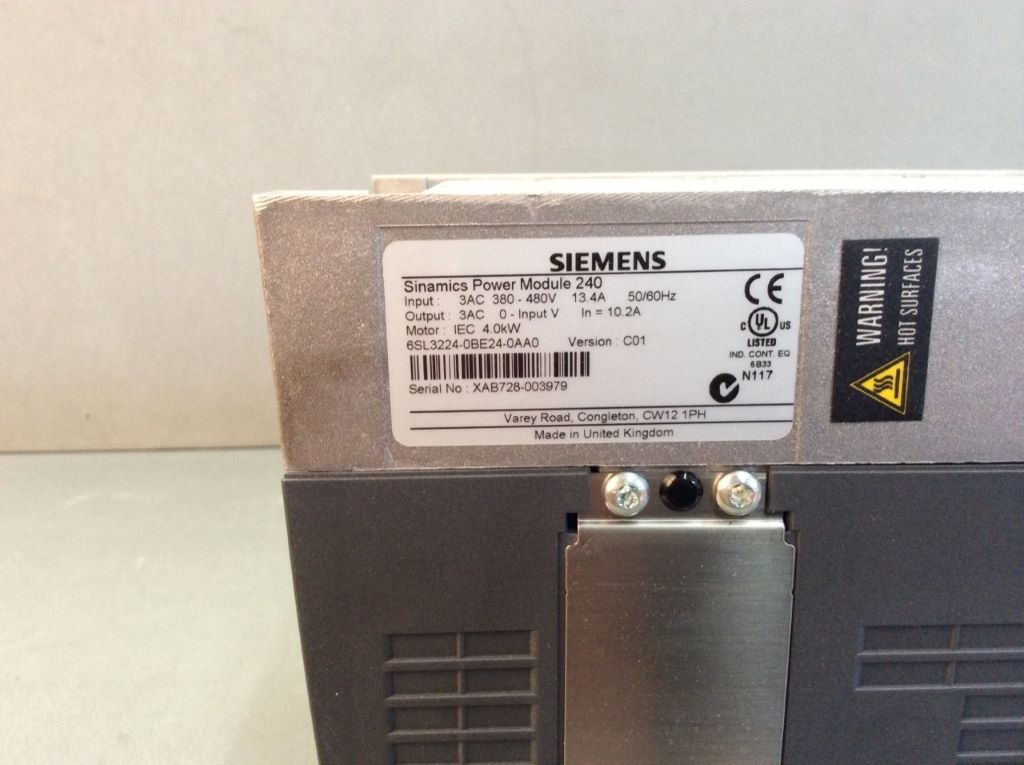 SIEMENS
Sinamics Power Module 240
Input : 3AC 380 - 480V 13.4A 50/60Hz
Output : 3AC 0 - Input V In = 10.2A
Motor : IEC 4.0kW
6SL3224-0BE24-0AA0 Version : C01
Serial No : XAB728-003979
CE
C UL US
LISTED
IND. CONT. EQ
6B33
N117
Varey Road, Congleton, CW12 1PH
Made in United Kingdom
WARNING!
HOT SURFACES